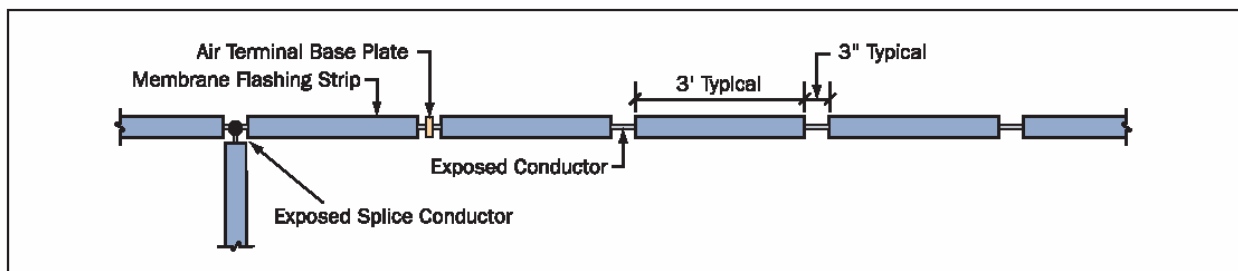 Air Terminal Base Plate
Membrane Flashing Strip
3' Typical
3" Typical
Exposed Conductor
Exposed Splice Conductor